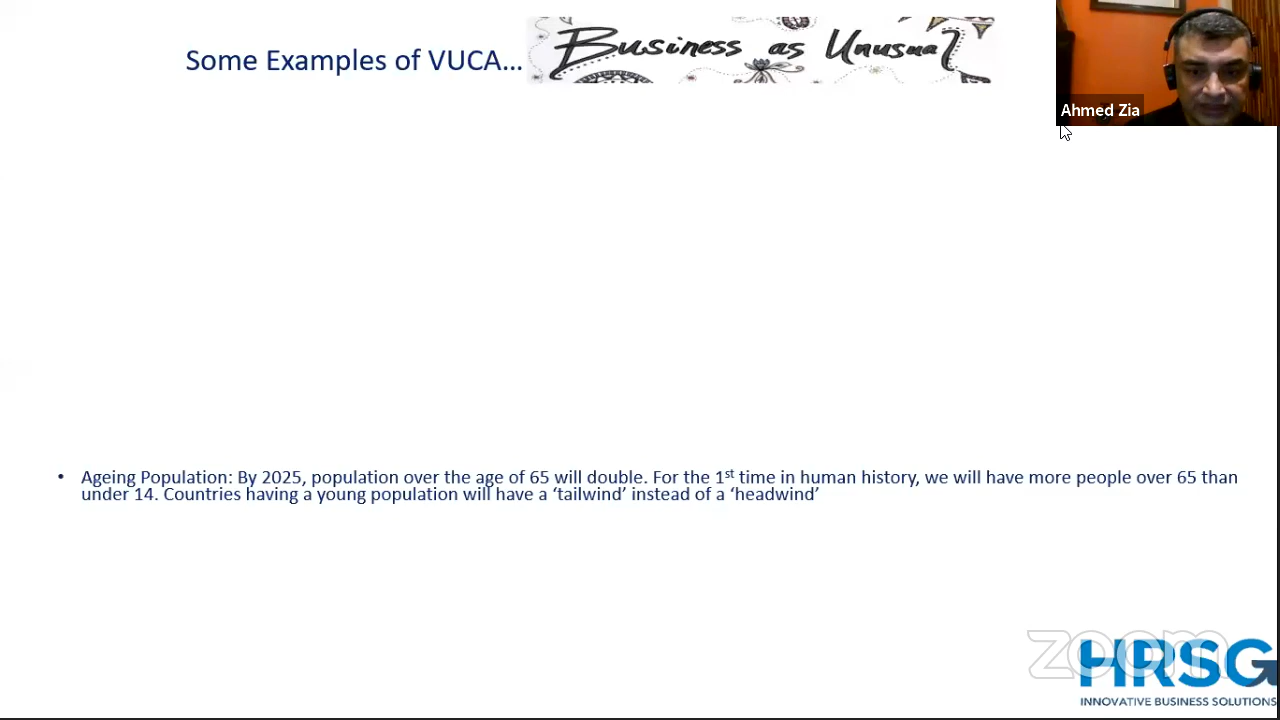 Some Examples of VUCA...
Business as Unusual
Ahmed Zia
• Ageing Population: By 2025, population over the age of 65 will double. For the 1st time in human history, we will have more people over 65 than
under 14. Countries having a young population will have a ‘tailwind’ instead of a ‘headwind’
zoom
HRSG
INNOVATIVE BUSINESS SOLUTIONS